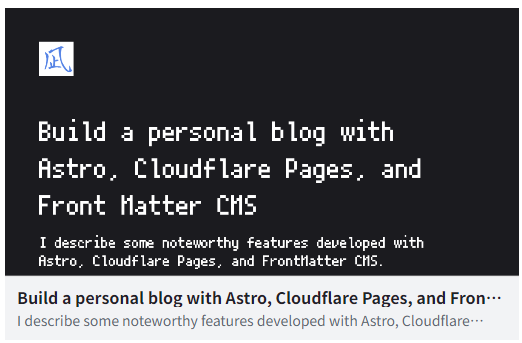 凪
Build a personal blog with
Astro, Cloudflare Pages, and
Front Matter CMS
I describe some noteworthy features developed with
Astro, Cloudflare Pages, and FrontMatter CMS.
Build a personal blog with Astro, Cloudflare Pages, and Fron…
I describe some noteworthy features developed with Astro, Cloudflare…